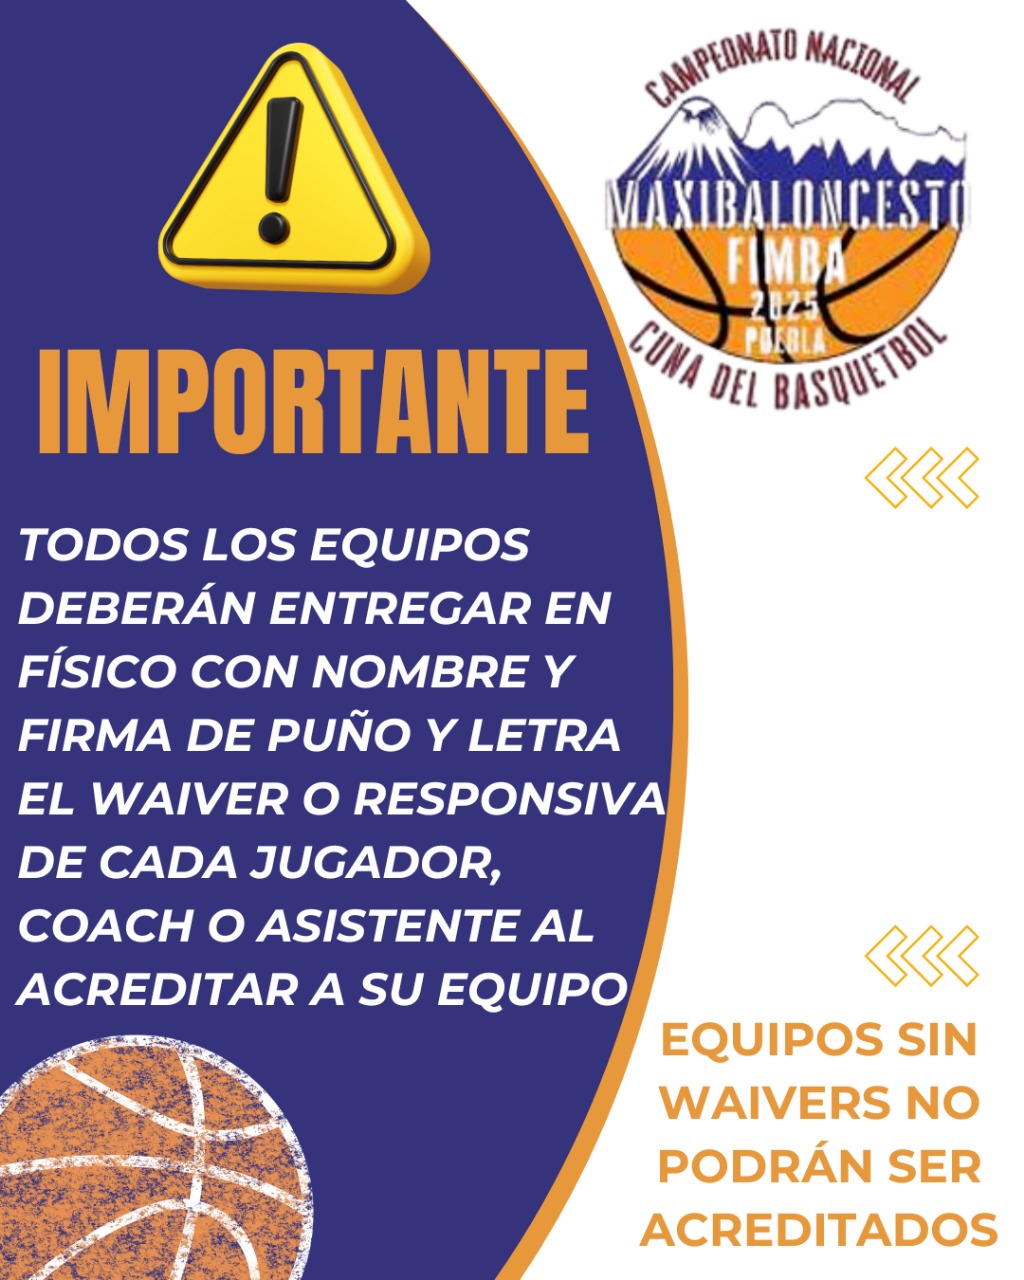 CAMPEONATO NACIONAL
MAXIBALONCESTO
FIMBA
2025
PUEBLA
CUNA DEL BASQUETBOL
IMPORTANTE
TODOS LOS EQUIPOS
DEBERÁN ENTREGAR EN
FÍSICO CON NOMBRE Y
FIRMA DE PUÑO Y LETRA
EL WAIVER O RESPONSIVA
DE CADA JUGADOR,
COACH O ASISTENTE AL
ACREDITAR A SU EQUIPO
EQUIPOS SIN
WAIVERS NO
PODRÁN SER
ACREDITADOS